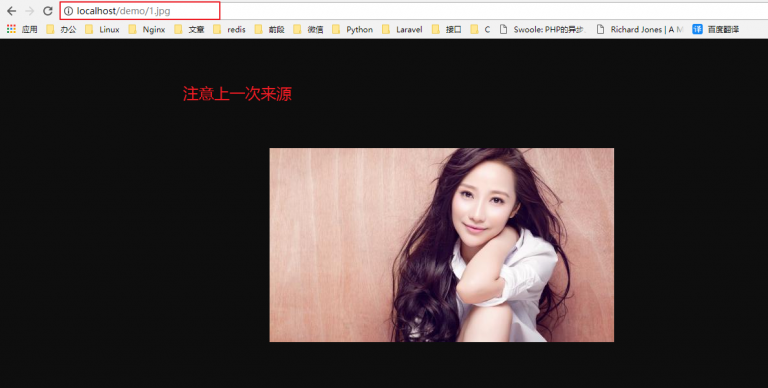 localhost/demo/1.jpg
应用 办公 Linux Nginx 文章 redis 前段 微信 Python Laravel 接口 C Swoole: PHP的异步 Richard Jones | A M 译 百度翻译
注意上一次来源